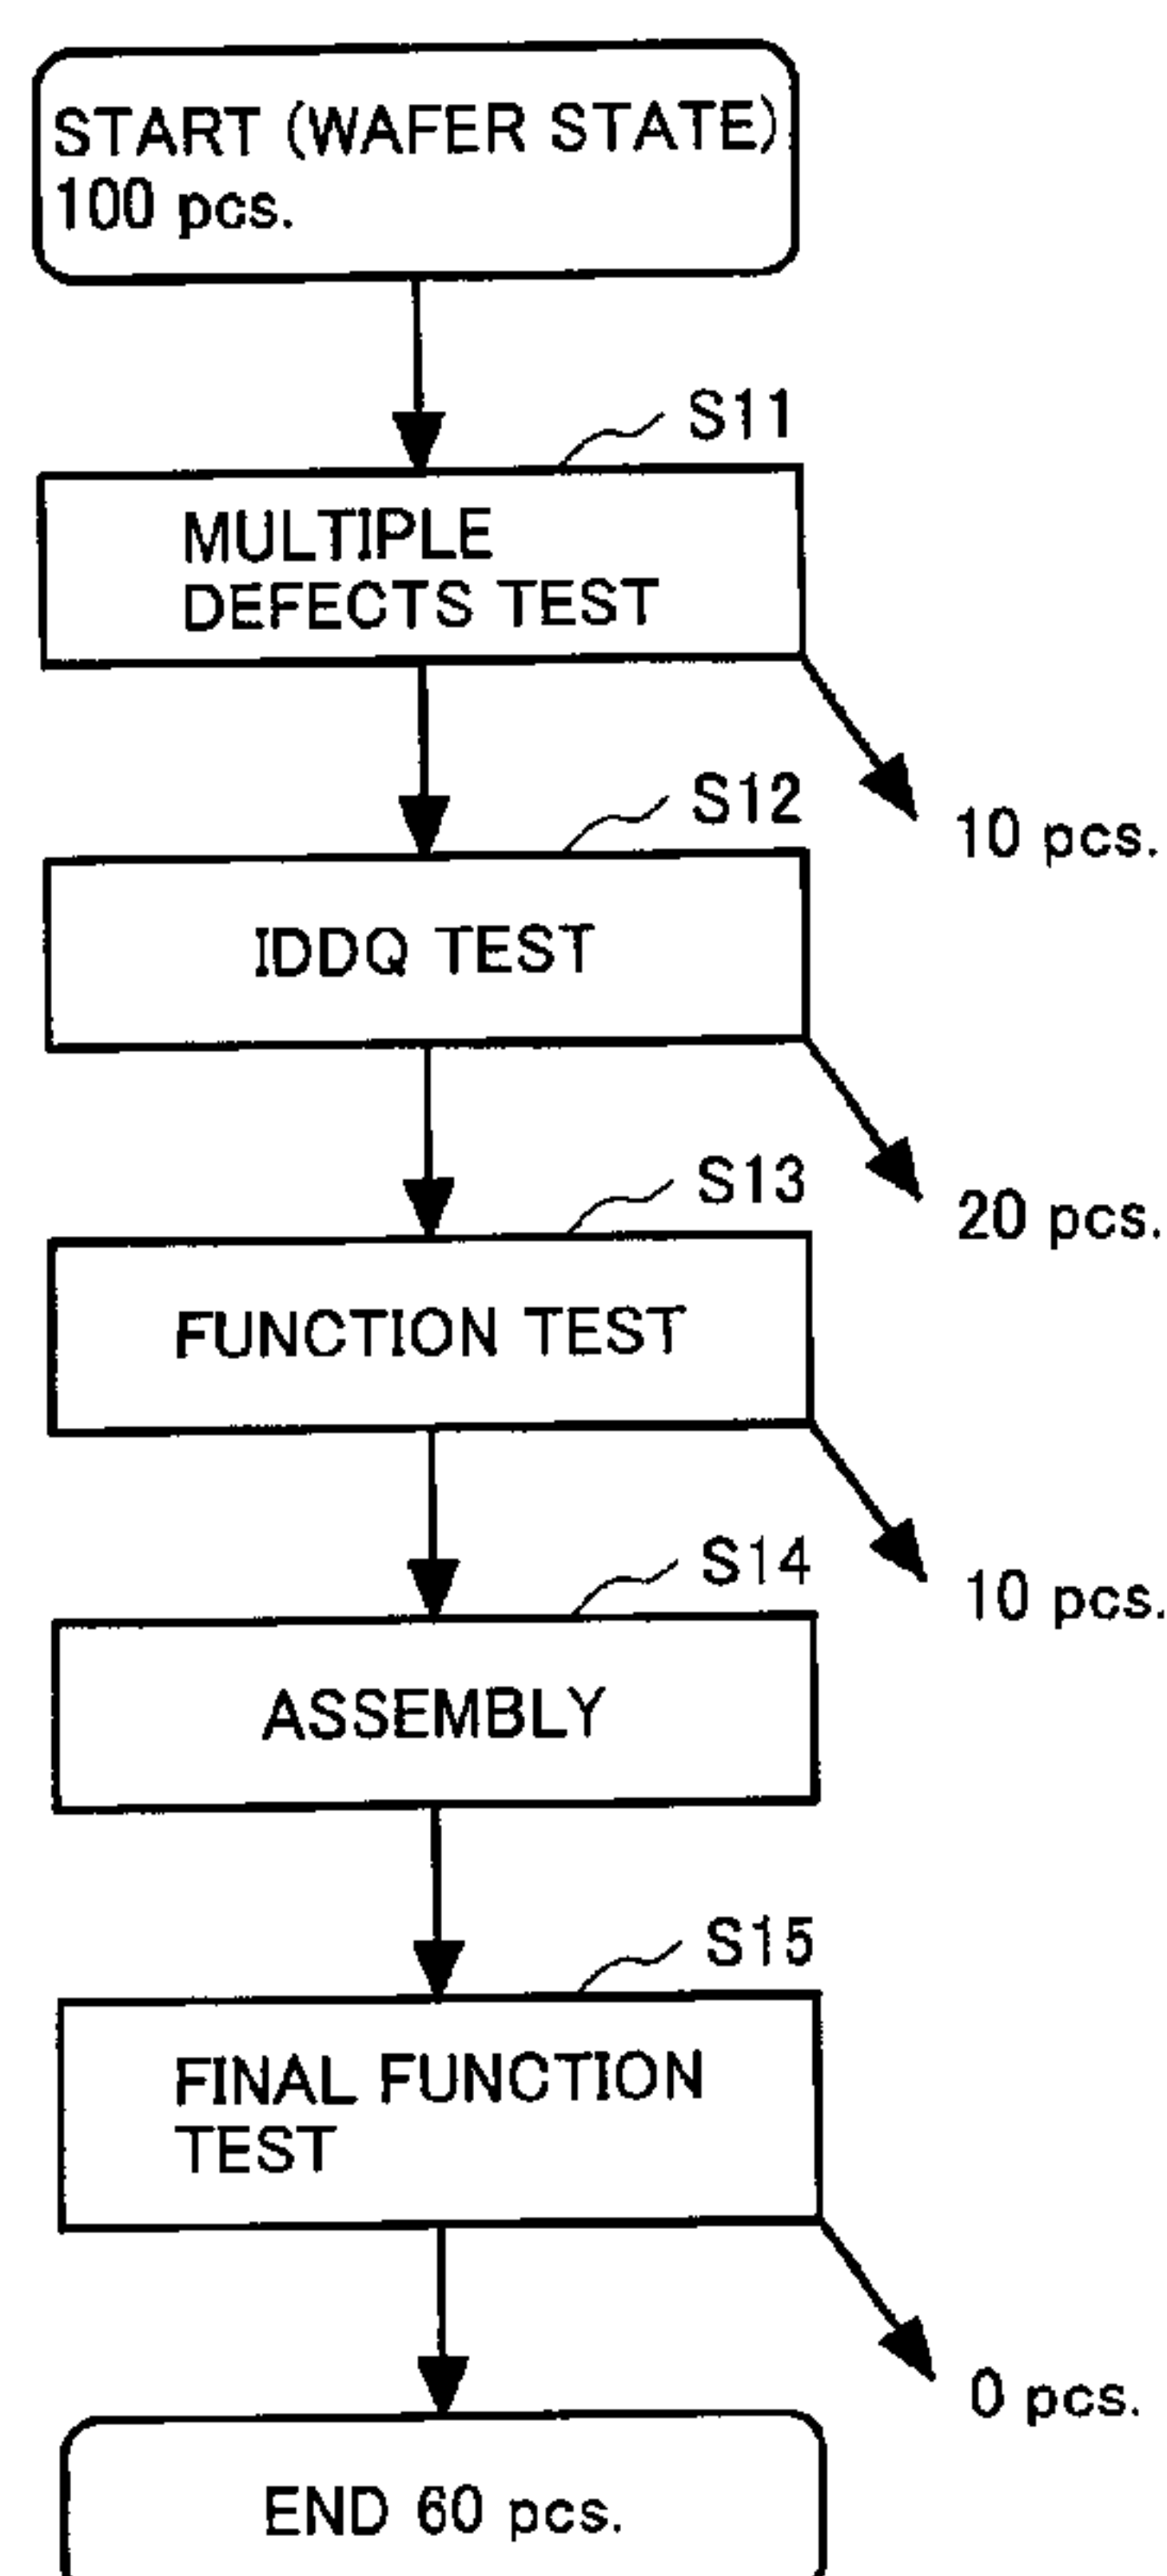 START (WAFER STATE)
100 pcs.
S11
MULTIPLE
DEFECTS TEST
10 pcs.
S12
IDDQ TEST
20 pcs.
S13
FUNCTION TEST
10 pcs.
S14
ASSEMBLY
S15
FINAL FUNCTION
TEST
0 pcs.
END 60 pcs.